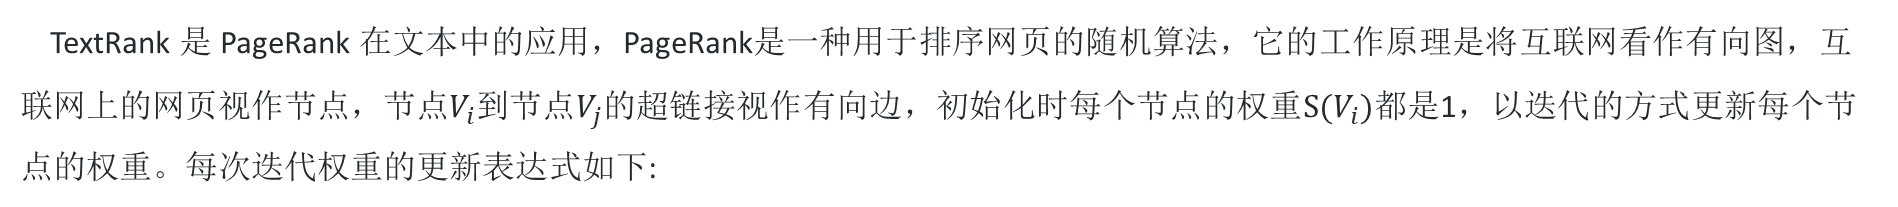 TextRank 是 PageRank 在文本中的应用，PageRank是一种用于排序网页的随机算法，它的工作原理是将互联网看作有向图，互
联网上的网页视作节点，节点V_i到节点V_j的超链接视作有向边，初始化时每个节点的权重S(V_i)都是1，以迭代的方式更新每个节
点的权重。每次迭代权重的更新表达式如下: